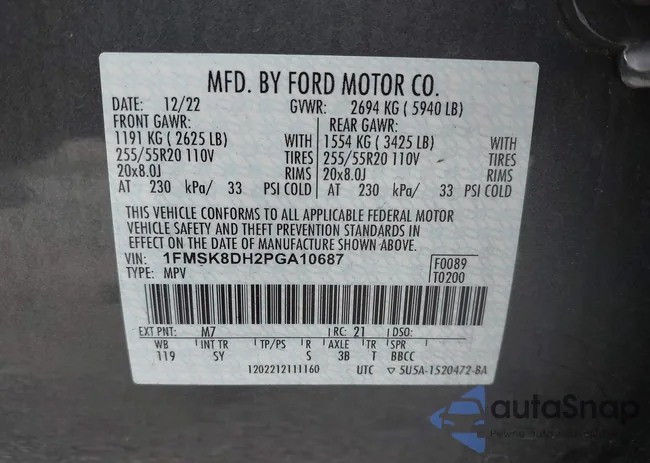 MFD. BY FORD MOTOR CO.
DATE: 12/22 GVWR: 2694 KG ( 5940 LB)
FRONT GAWR: REAR GAWR:
1191 KG ( 2625 LB) WITH 1554 KG ( 3425 LB) WITH
255/55R20 110V TIRES 255/55R20 110V TIRES
20x8.0J RIMS 20x8.0J RIMS
AT 230 kPa/ 33 PSI COLD AT 230 kPa/ 33 PSI COLD
THIS VEHICLE CONFORMS TO ALL APPLICABLE FEDERAL MOTOR
VEHICLE SAFETY AND THEFT PREVENTION STANDARDS IN
EFFECT ON THE DATE OF MANUFACTURE SHOWN ABOVE.
VIN: 1FMSK8DH2PGA10687 F0089
TYPE: MPV T0200
EXT PNT: M7 RC: 21 DSO:
WB INT TR TP/PS R AXLE TR SPR
119 SY S 3B T BBCC
1202212111160 UTC ▽ 5U5A-1520472-BA
autoSnap